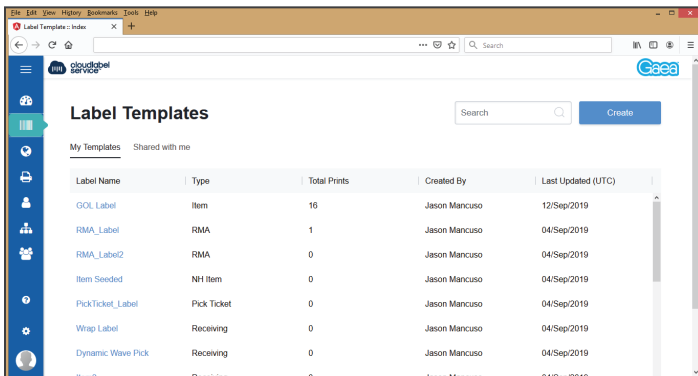 File Edit View History Bookmarks Tools Help
Label Template :: Index
Search
cloudlabel
service
Gaea
Label Templates
Search
Create
My Templates Shared with me
Label Name Type Total Prints Created By Last Updated (UTC)
GOL Label Item 16 Jason Mancuso 12/Sep/2019
RMA_Label RMA 1 Jason Mancuso 04/Sep/2019
RMA_Label2 RMA 0 Jason Mancuso 04/Sep/2019
Item Seeded NH Item 0 Jason Mancuso 04/Sep/2019
PickTicket_Label Pick Ticket 0 Jason Mancuso 04/Sep/2019
Wrap Label Receiving 0 Jason Mancuso 04/Sep/2019
Dynamic Wave Pick Receiving 0 Jason Mancuso 04/Sep/2019